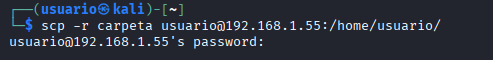 ┌──(usuario㉿kali)-[~]
└─$ scp -r carpeta usuario@192.168.1.55:/home/usuario/
usuario@192.168.1.55's password: